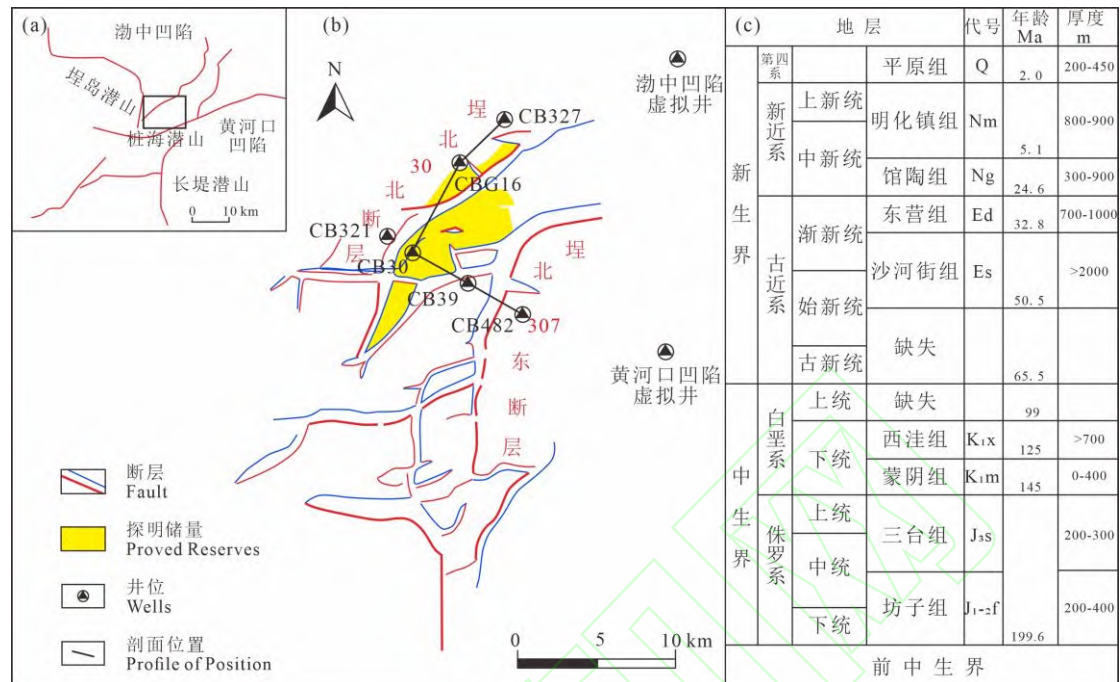 (a)
渤中凹陷
埕岛潜山
桩海潜山
黄河口
凹陷
长堤潜山
0 10 km
(b)
N
渤中凹陷
虚拟井
CB327
埕
北
30
北
断
层
CBG16
CB321
CB30
CB39
CB482
307
埕
北
东
断
层
黄河口凹陷
虚拟井
断层
Fault
探明储量
Proved Reserves
井位
Wells
剖面位置
Profile of Position
0 5 10 km
(c) 地层 代号 年龄 厚度
Ma m
新生界 第四系 平原组 Q 2.0 200-450
新近系 上新统 明化镇组 Nm 5.1 800-900
中新统 馆陶组 Ng 24.6 300-900
古近系 渐新统 东营组 Ed 32.8 700-1000
沙河街组 Es 50.5 >2000
始新统 缺失
古新统 65.5
中生界 白垩系 上统 缺失 99
下统 西洼组 K₁x 125 >700
蒙阴组 K₁m 145 0-400
侏罗系 上统 三台组 J₃s 200-300
中统
坊子组 J₁-₂f 200-400
下统 199.6
前中生界